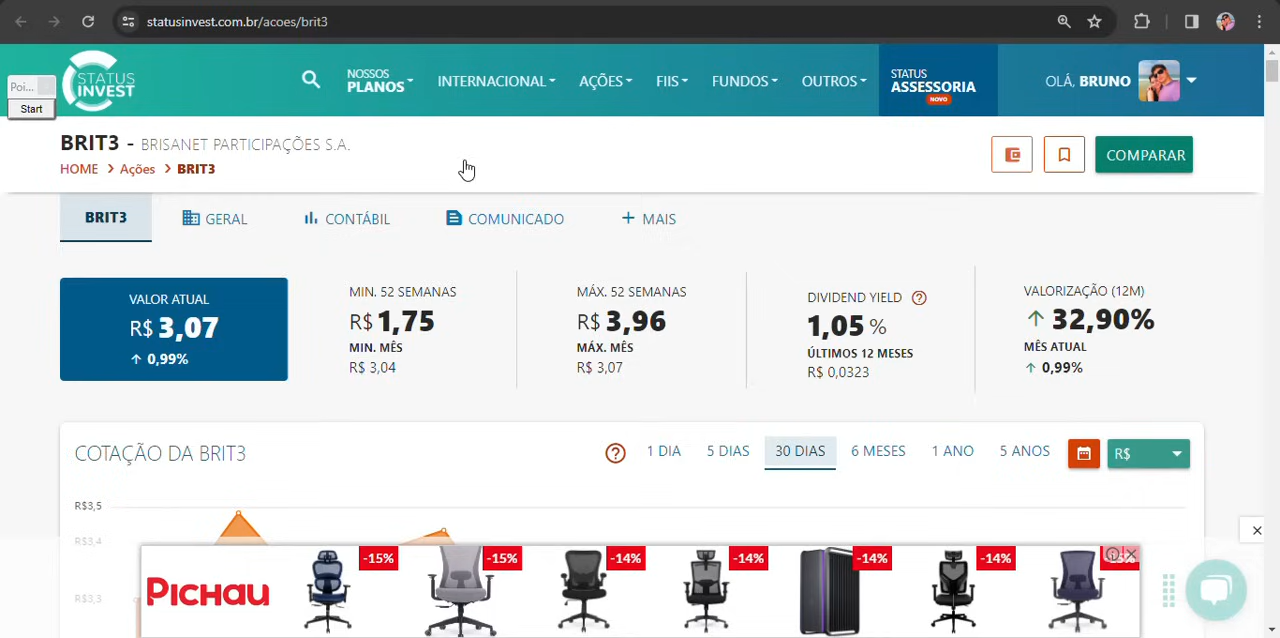 statusinvest.com.br/acoes/brit3
Poi...
Start
STATUS
INVEST
NOSSOS
PLANOS
INTERNACIONAL
AÇÕES
FIIS
FUNDOS
OUTROS
STATUS
ASSESSORIA
NOVO
OLÁ, BRUNO
BRIT3 - BRISANET PARTICIPAÇÕES S.A.
HOME > Ações > BRIT3
COMPARAR
BRIT3
GERAL
CONTÁBIL
COMUNICADO
+ MAIS
VALOR ATUAL
R$ 3,07
↑ 0,99%
MIN. 52 SEMANAS
R$ 1,75
MIN. MÊS
R$ 3,04
MÁX. 52 SEMANAS
R$ 3,96
MÁX. MÊS
R$ 3,07
DIVIDEND YIELD ?
1,05 %
ÚLTIMOS 12 MESES
R$ 0,0323
VALORIZAÇÃO (12M)
↑ 32,90%
MÊS ATUAL
↑ 0,99%
COTAÇÃO DA BRIT3
?
1 DIA
5 DIAS
30 DIAS
6 MESES
1 ANO
5 ANOS
R$
R$3,5
R$3,4
R$3,3
PICHAU
-15%
-15%
-14%
-14%
-14%
-14%